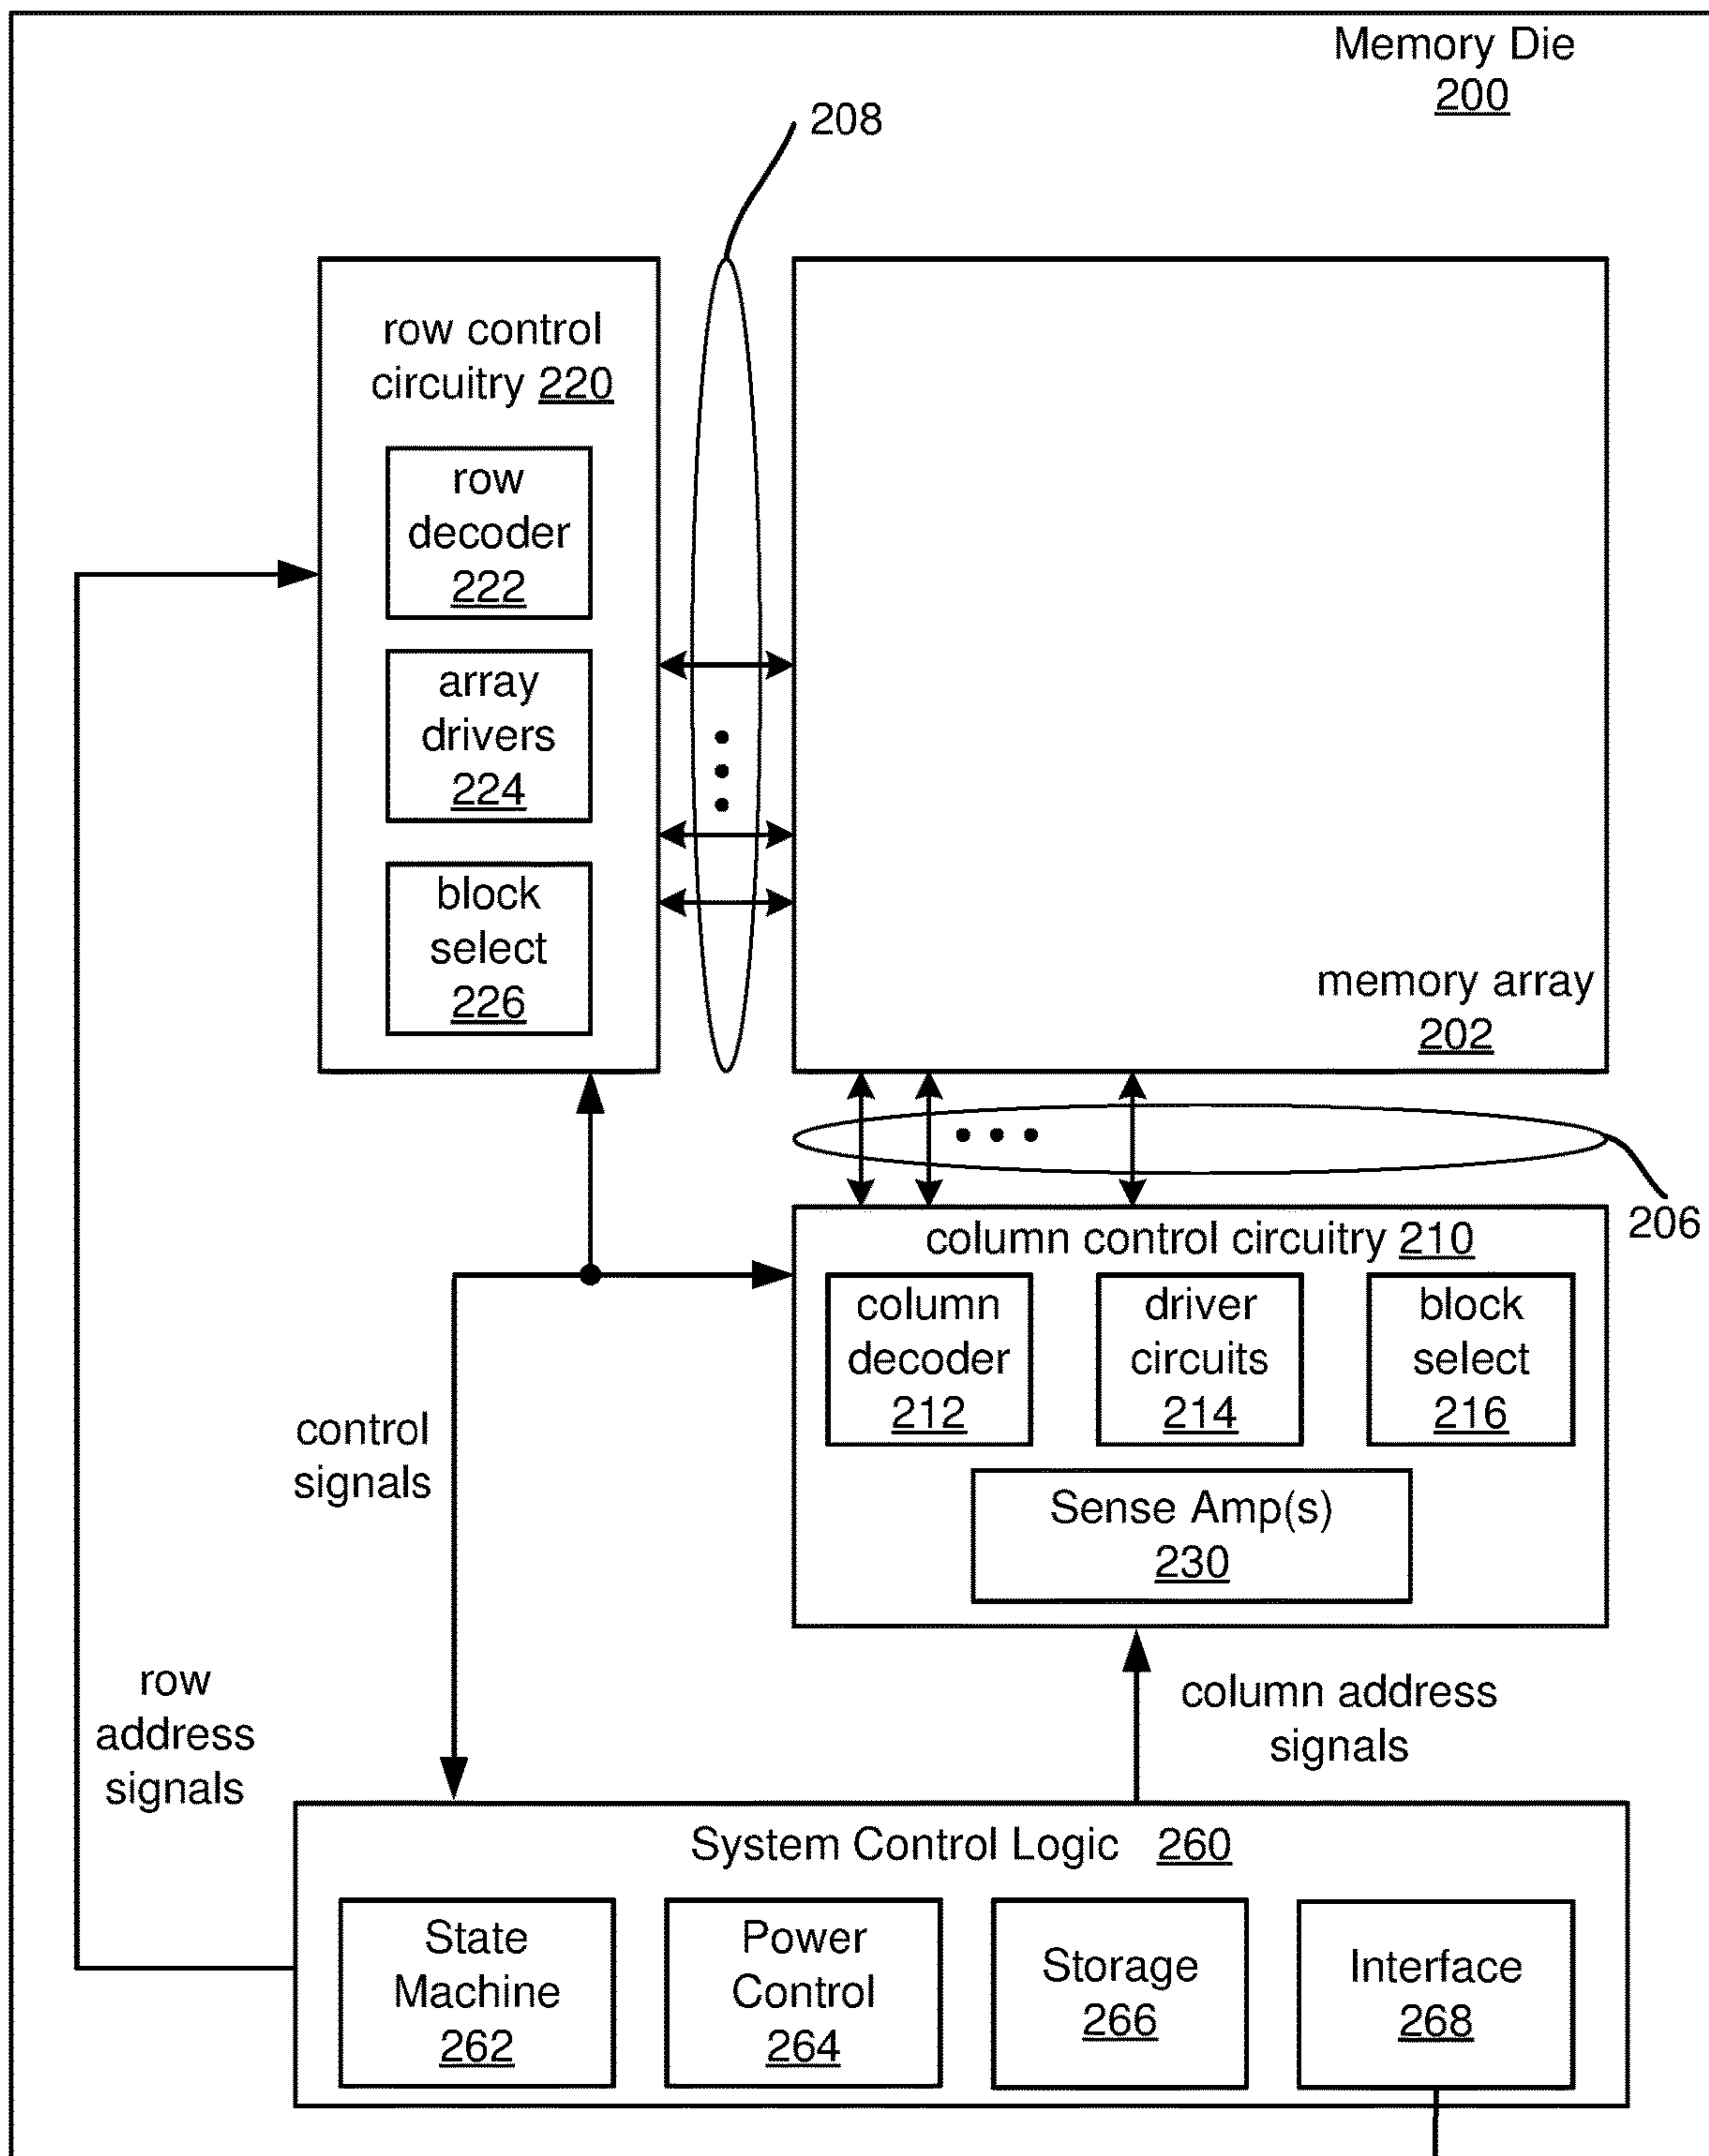 Memory Die
200
208
row control
circuitry 220
row
decoder
222
array
drivers
224
block
select
226
memory array
202
206
column control circuitry 210
column
decoder
212
driver
circuits
214
block
select
216
Sense Amp(s)
230
control
signals
row
address
signals
column address
signals
System Control Logic 260
State
Machine
262
Power
Control
264
Storage
266
Interface
268